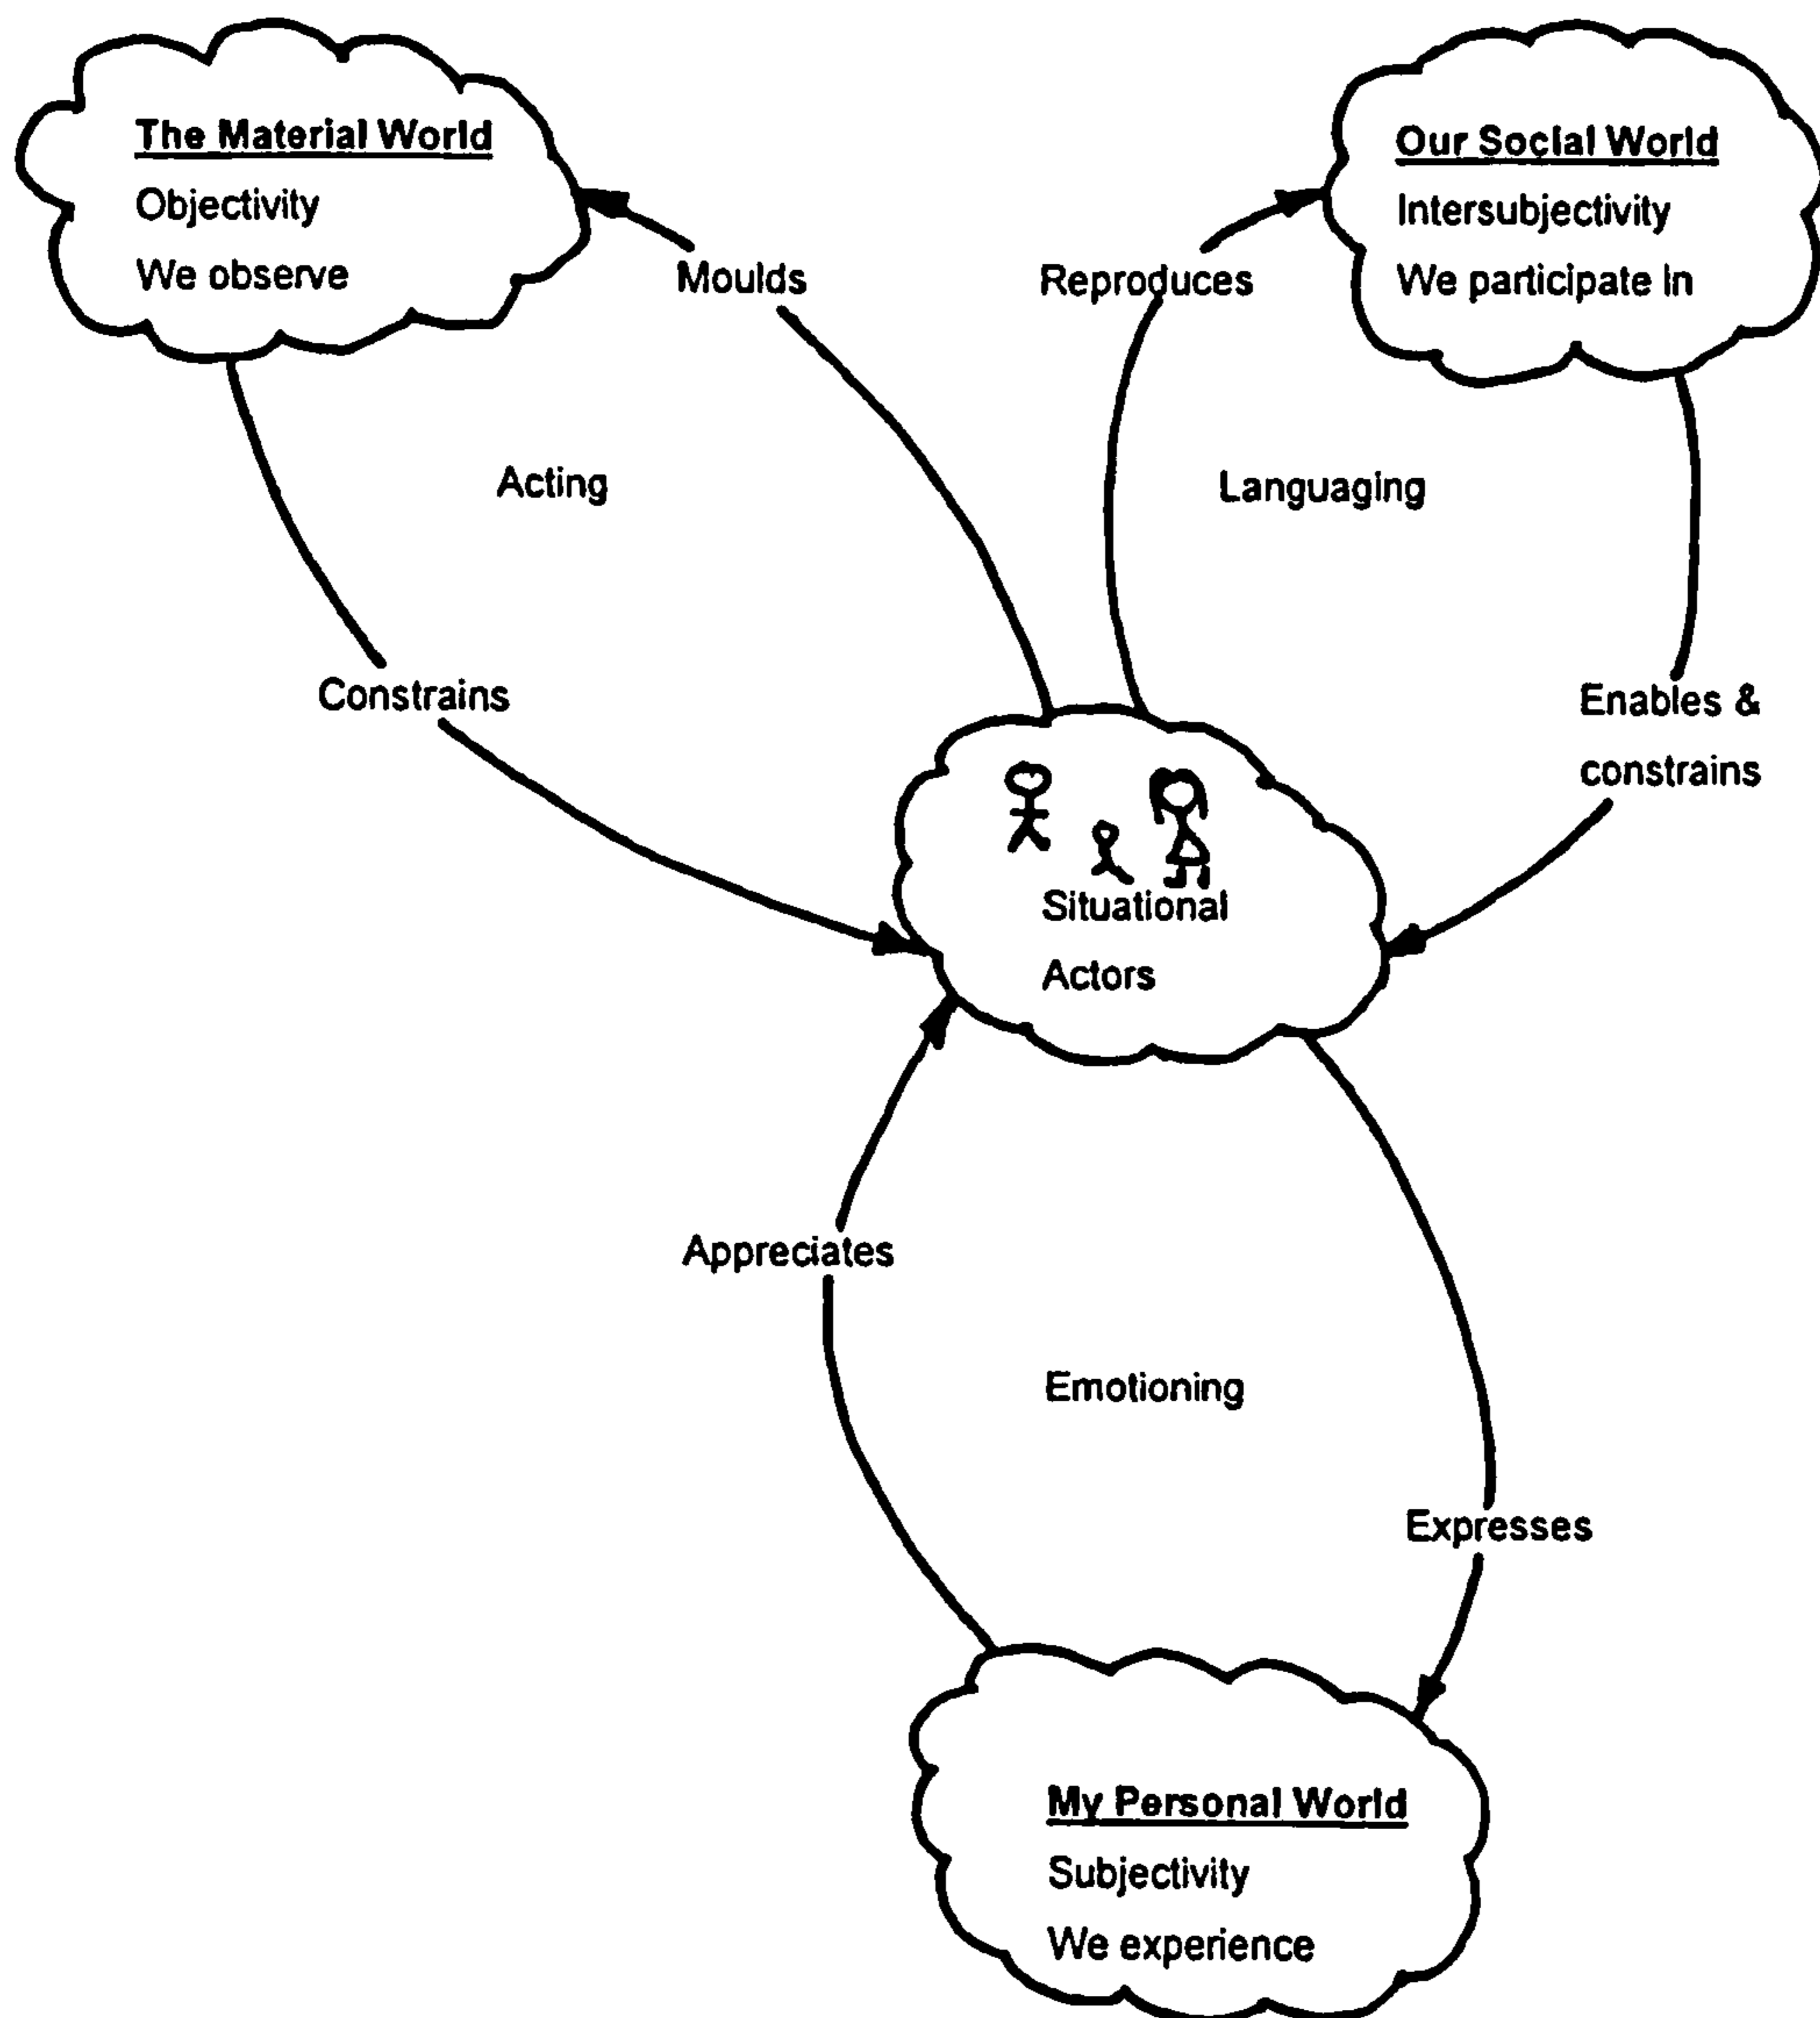 The Material World
Objectivity
We observe
Our Social World
Intersubjectivity
We participate In
Moulds
Reproduces
Acting
Languaging
Constrains
Enables &
constrains
Situational
Actors
Appreciates
Emotioning
Expresses
My Personal World
Subjectivity
We experience